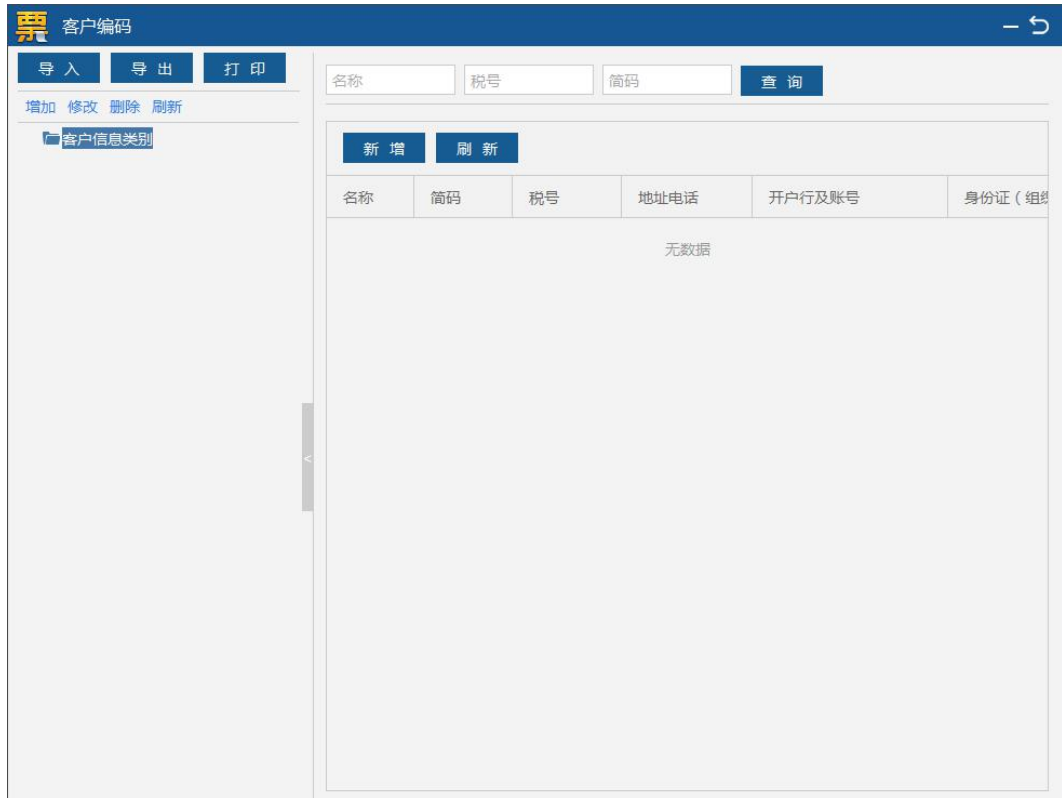 票 客户编码
导入 导出 打印
增加 修改 删除 刷新
客户信息类别
名称 税号 简码 查询
新增 刷新
名称 简码 税号 地址电话 开户行及账号 身份证（组
无数据
<